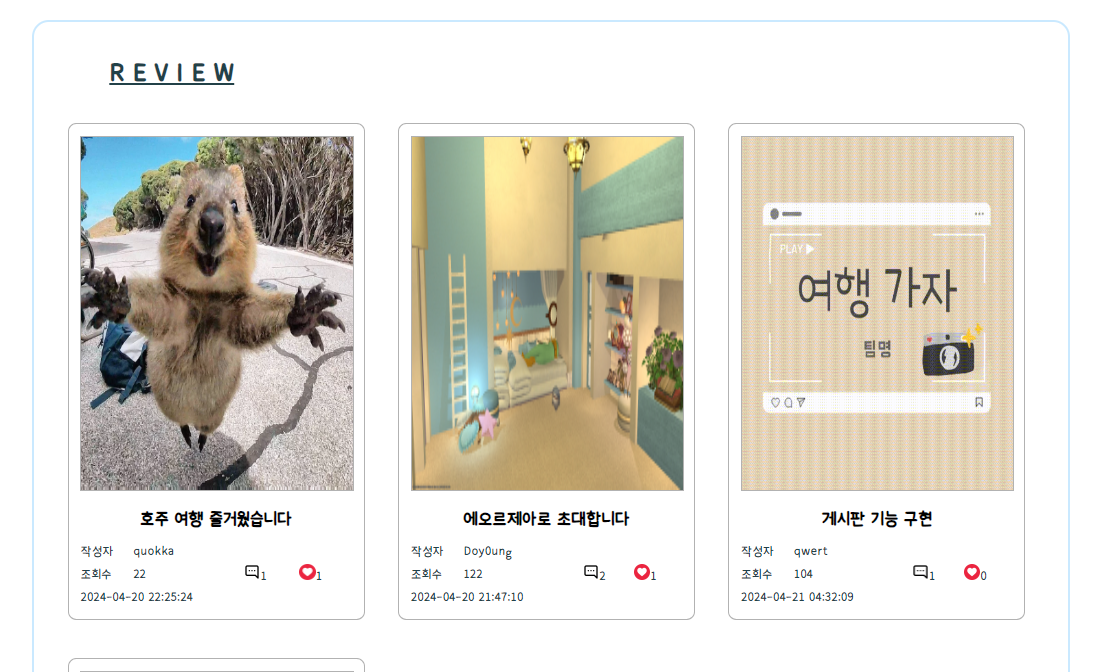 REVIEW
호주 여행 줄거웠습니다
작성자 quokka
조회수 22 1 1
2024-04-20 22:25:24
에오르제아로 초대합니다
작성자 Doy0ung
조회수 122 2 1
2024-04-20 21:47:10
PLAY
여행 가자
팀명
게시판 기능 구현
작성자 qwert
조회수 104 1 0
2024-04-21 04:32:09